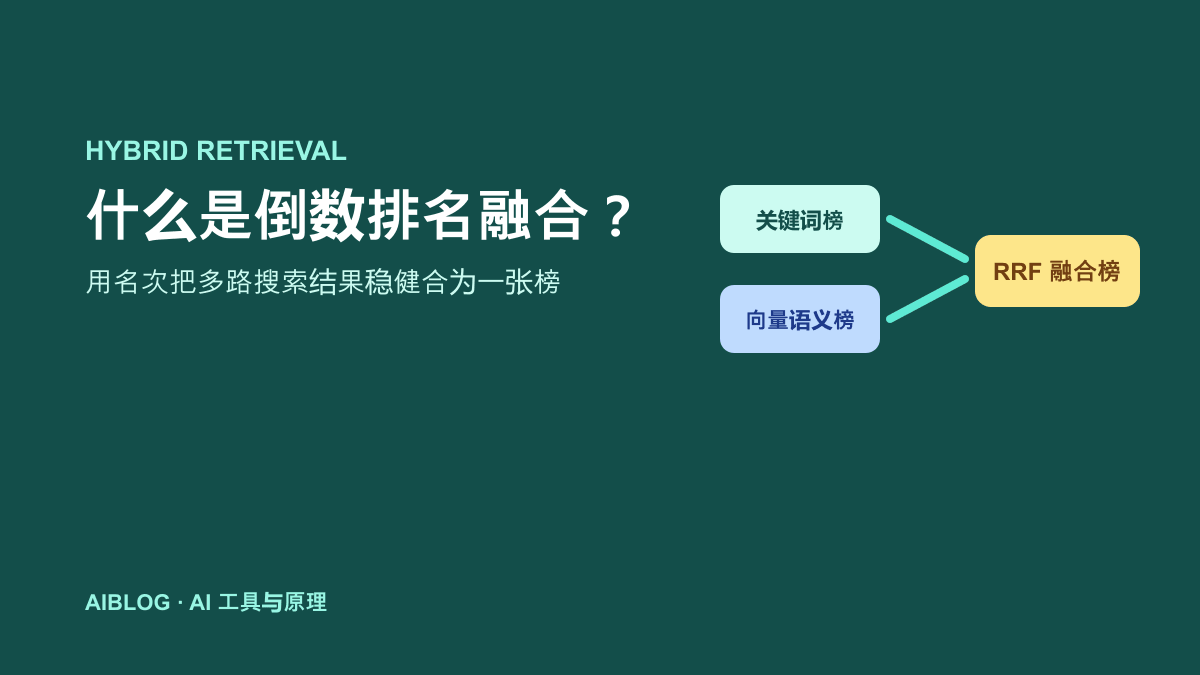 HYBRID RETRIEVAL
什么是倒数排名融合？
用名次把多路搜索结果稳健合为一张榜
关键词榜
向量语义榜
RRF 融合榜
AIBLOG · AI 工具与原理